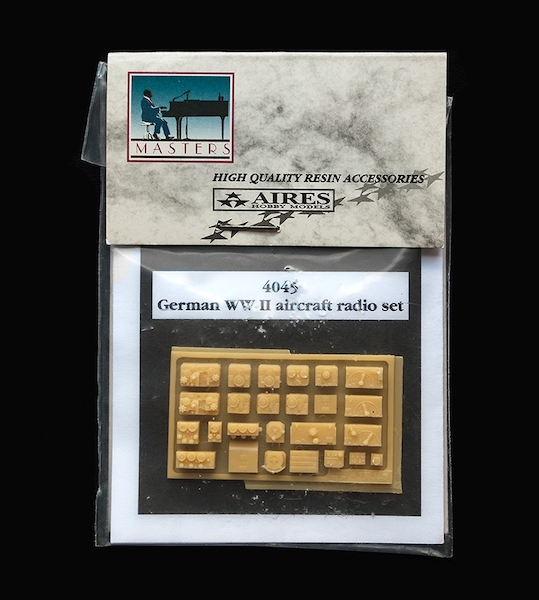 MASTERS
HIGH QUALITY RESIN ACCESSORIES
AIRES
HOBBY MODELS
4045
German WW II aircraft radio set